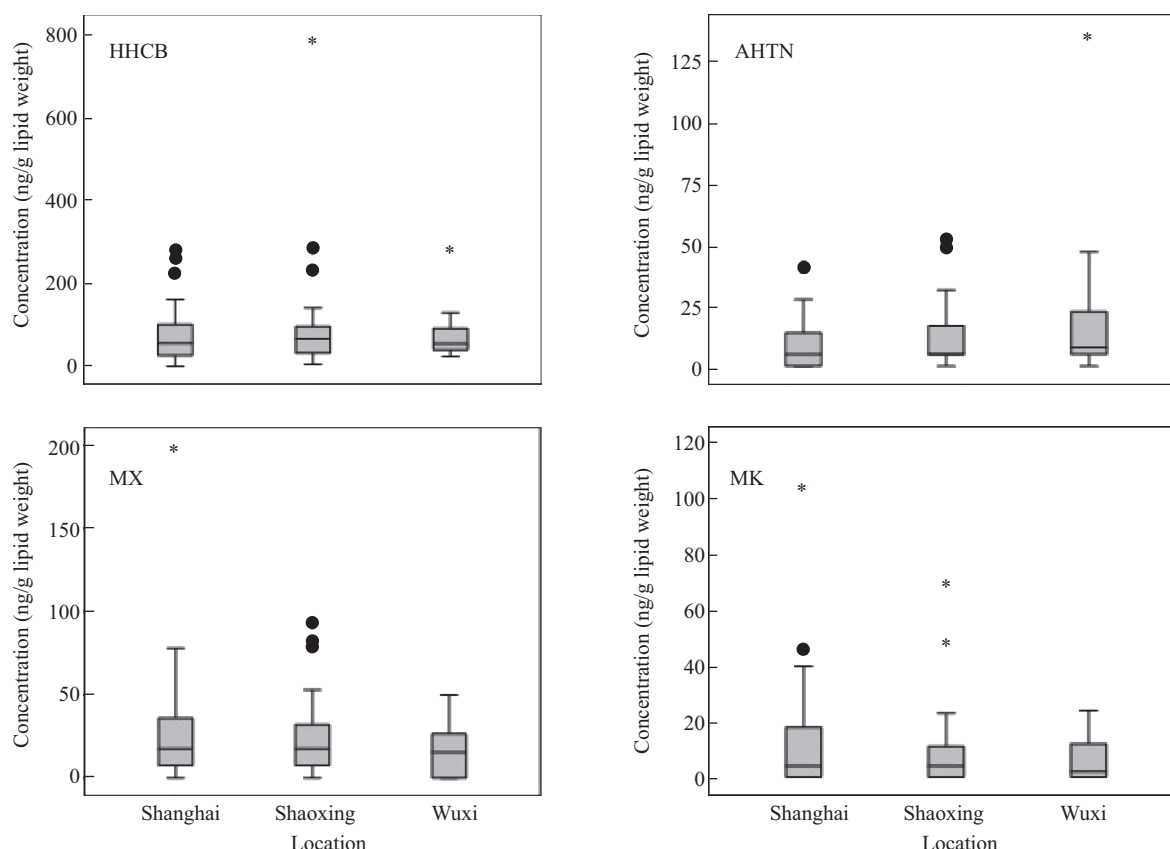 Concentration (ng/g lipid weight)
HHCB
800
600
400
200
0
*
*
Concentration (ng/g lipid weight)
AHTN
125
100
75
50
25
0
*
Concentration (ng/g lipid weight)
MX
200
150
100
50
0
*
Shanghai Shaoxing Wuxi
Location
Concentration (ng/g lipid weight)
MK
120
100
80
60
40
20
0
*
*
*
Shanghai Shaoxing Wuxi
Location